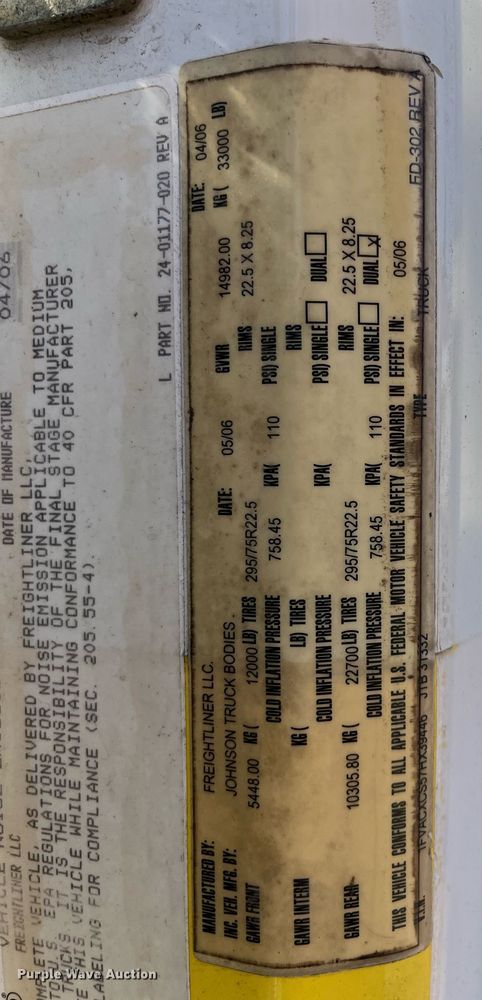 VEHICLE NOISE
FREIGHTLINER LLC
DATE OF MANUFACTURE 04/06
COMPLETE VEHICLE, AS DELIVERED BY FREIGHTLINER LLC,
TO U.S. EPA REGULATIONS FOR NOISE EMISSION APPLICABLE TO MEDIUM
TRUCKS. IT IS THE RESPONSIBILITY OF THE FINAL STAGE MANUFACTURER
THIS VEHICLE WHILE MAINTAINING CONFORMANCE TO 40 CFR PART 205,
LABELING FOR COMPLIANCE (SEC. 205.55-4).
L PART NO. 24-01177-020 REV A
MANUFACTURED BY: FREIGHTLINER LLC. DATE: 04/06
INC. VEH. MFG. BY: JOHNSON TRUCK BODIES DATE: 05/06 GVWR 14982.00 KG ( 33000 LB)
GAWR FRONT 5448.00 KG ( 12000 LB) TIRES 295/75R22.5 RIMS 22.5 X 8.25
COLD INFLATION PRESSURE 758.45 KPA( 110 PSI) SINGLE
GAWR INTERM KG ( LB) TIRES RIMS
COLD INFLATION PRESSURE KPA( PSI) SINGLE DUAL
GAWR REAR 10305.80 KG ( 22700 LB) TIRES 295/75R22.5 RIMS 22.5 X 8.25
COLD INFLATION PRESSURE 758.45 KPA( 110 PSI) SINGLE DUAL X
THIS VEHICLE CONFORMS TO ALL APPLICABLE U.S. FEDERAL MOTOR VEHICLE SAFETY STANDARDS IN EFFECT IN: 05/06
V.I.N. 1FVACXCS57HX39446 JTB 31332 TYPE TRUCK FD-302 REV A
Purple Wave Auction